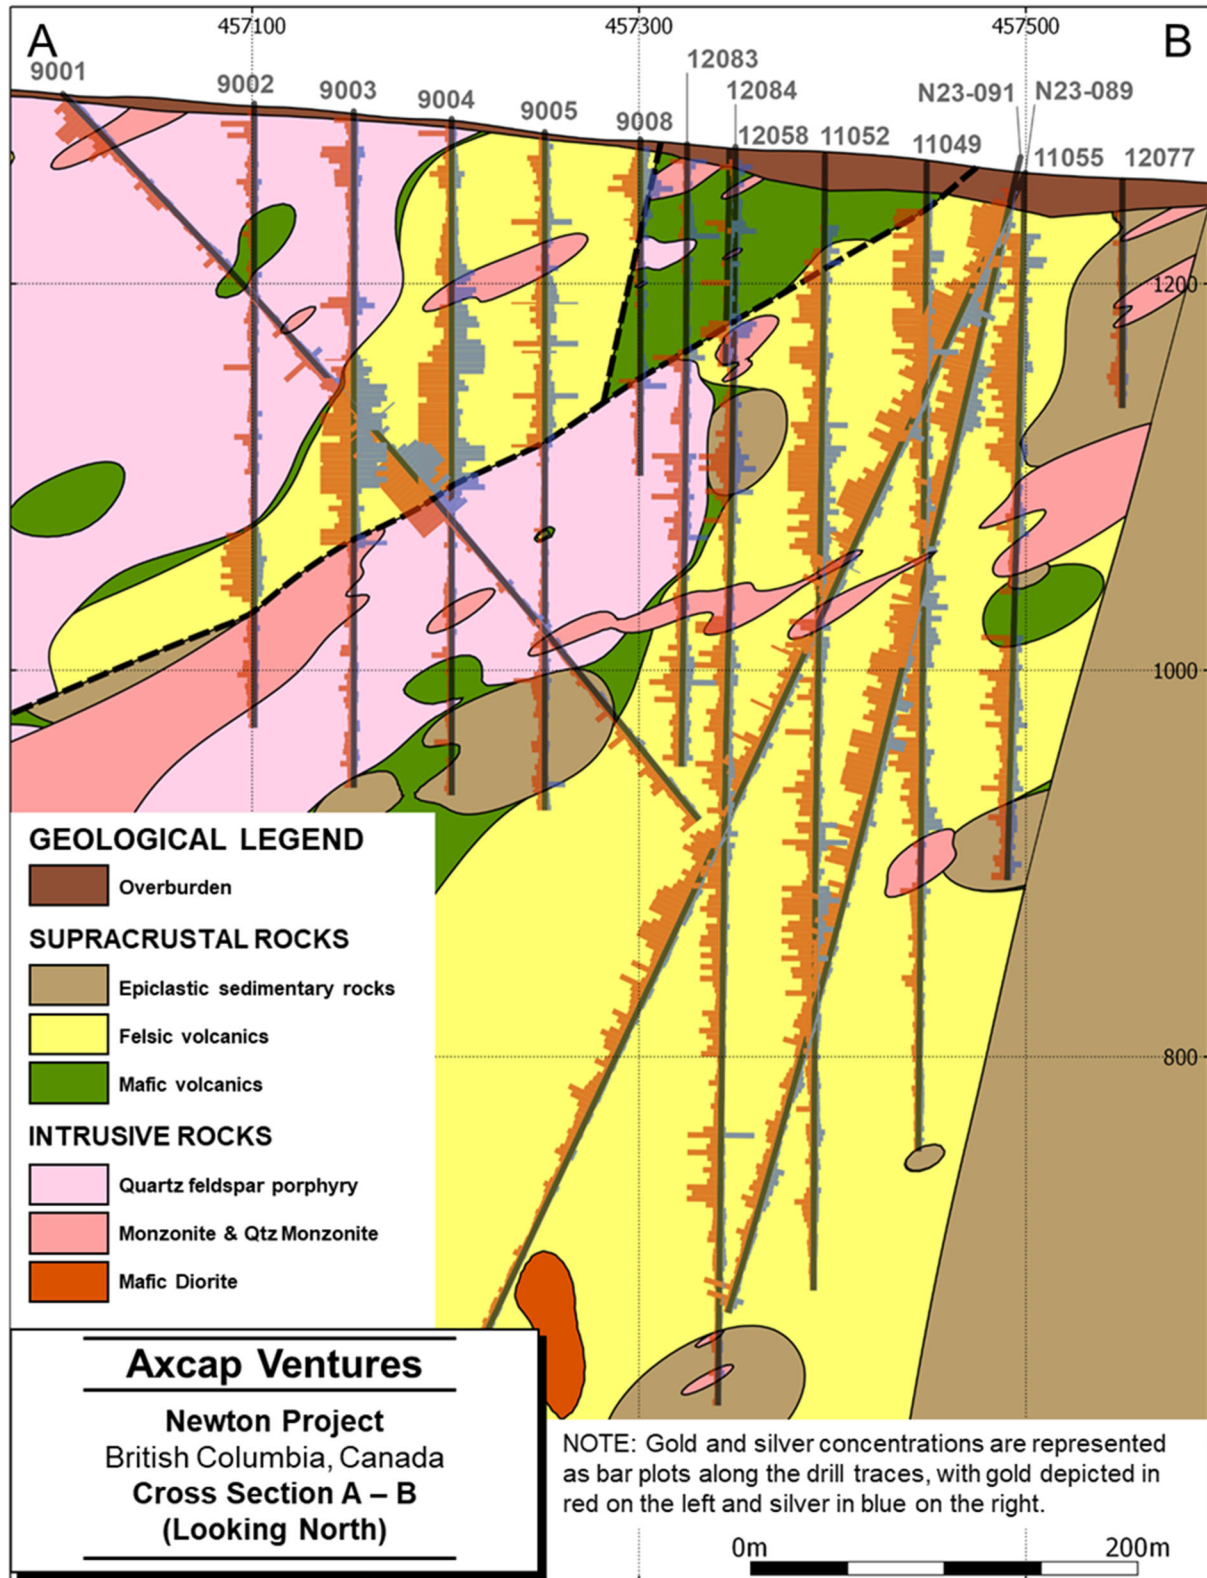 A
457100
457300
457500
B
9001
9002
9003
9004
9005
9008
12083
12084
12058
11052
11049
N23-091
N23-089
11055
12077
1200
1000
800
GEOLOGICAL LEGEND
Overburden
SUPRACRUSTAL ROCKS
Epiclastic sedimentary rocks
Felsic volcanics
Mafic volcanics
INTRUSIVE ROCKS
Quartz feldspar porphyry
Monzonite & Qtz Monzonite
Mafic Diorite
Axcap Ventures
Newton Project
British Columbia, Canada
Cross Section A – B
(Looking North)
NOTE: Gold and silver concentrations are represented
as bar plots along the drill traces, with gold depicted in
red on the left and silver in blue on the right.
0m
200m